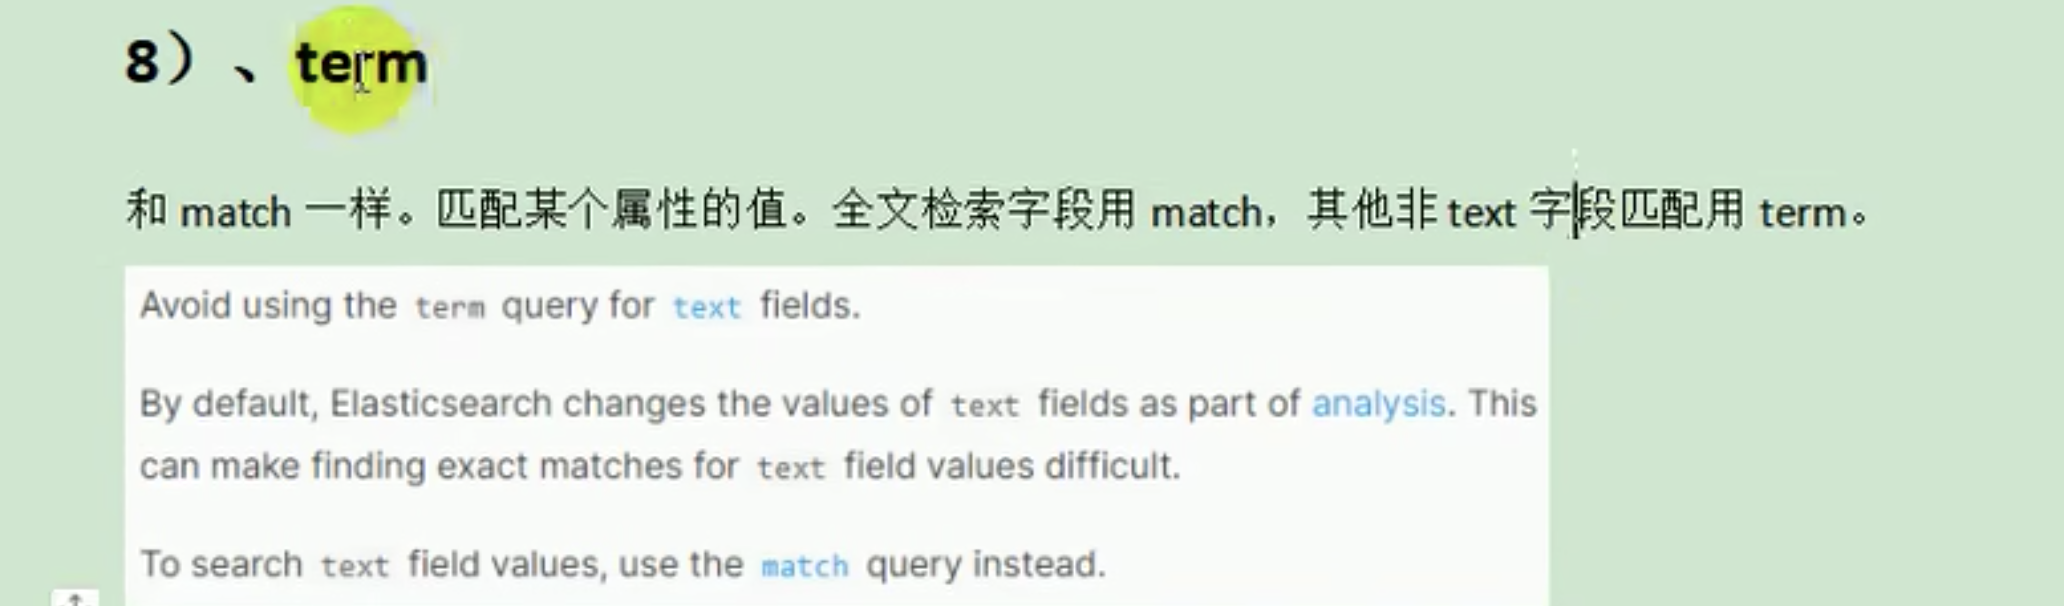 8）、term
和 match 一样。匹配某个属性的值。全文检索字段用 match，其他非 text 字段匹配用 term。
Avoid using the term query for text fields.
By default, Elasticsearch changes the values of text fields as part of analysis. This
can make finding exact matches for text field values difficult.
To search text field values, use the match query instead.